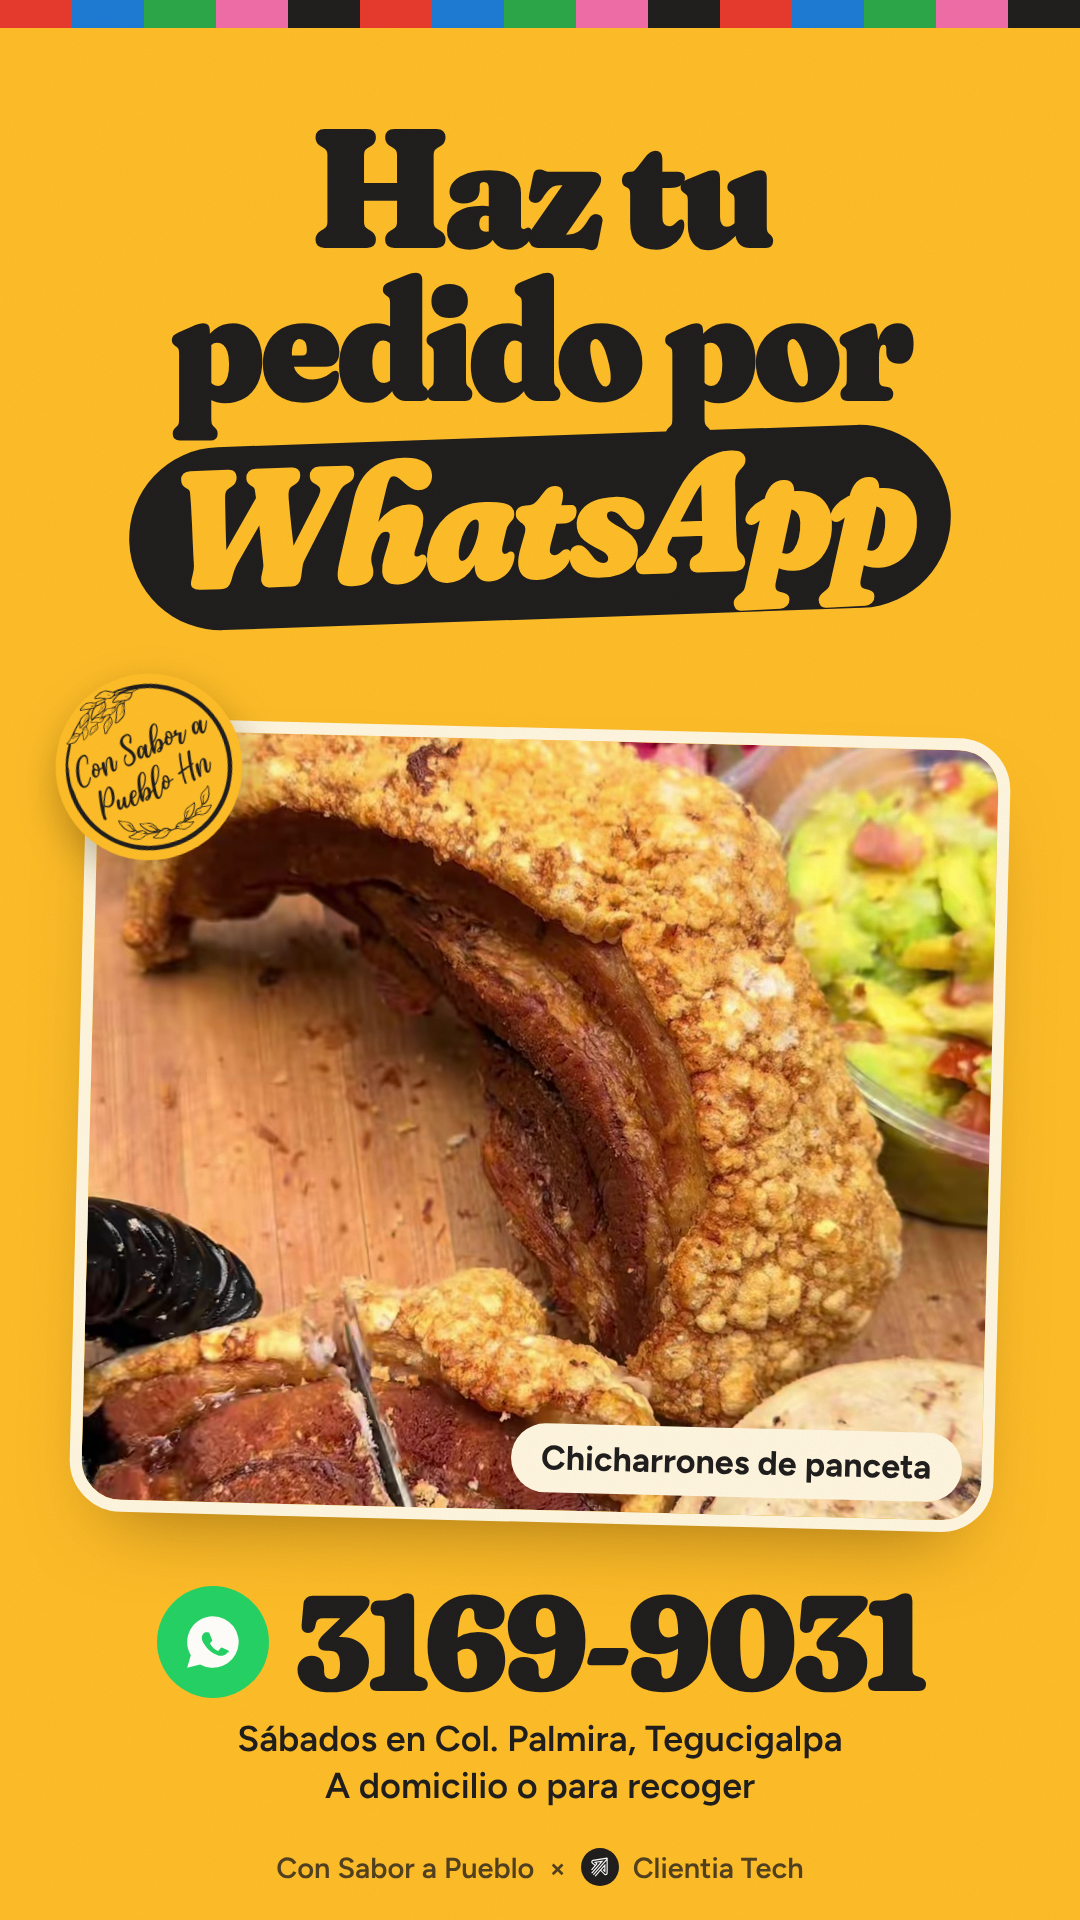 Haz tu
pedido por
WhatsApp
Con Sabor a
Pueblo Hn
Chicharrones de panceta
3169-9031
Sábados en Col. Palmira, Tegucigalpa
A domicilio o para recoger
Con Sabor a Pueblo × Clientia Tech